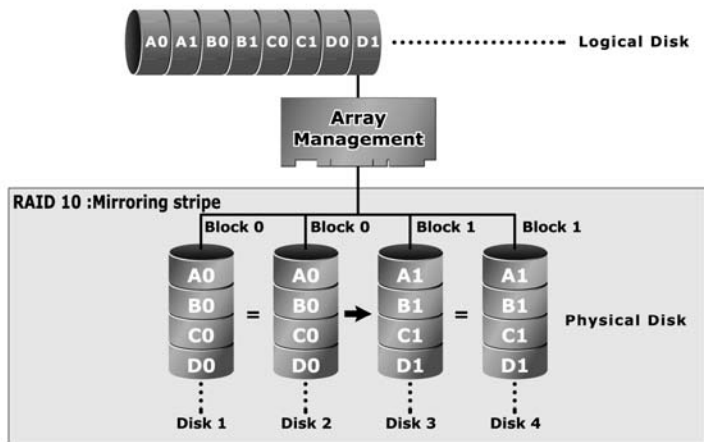 A0 A1 B0 B1 C0 C1 D0 D1 Logical Disk
Array
Management
RAID 10 :Mirroring stripe
Block 0 Block 0 Block 1 Block 1
A0 A0 A1 A1
B0 = B0 B1 = B1
C0 C0 C1 C1
Physical Disk
D0 D0 D1 D1
Disk 1 Disk 2 Disk 3 Disk 4